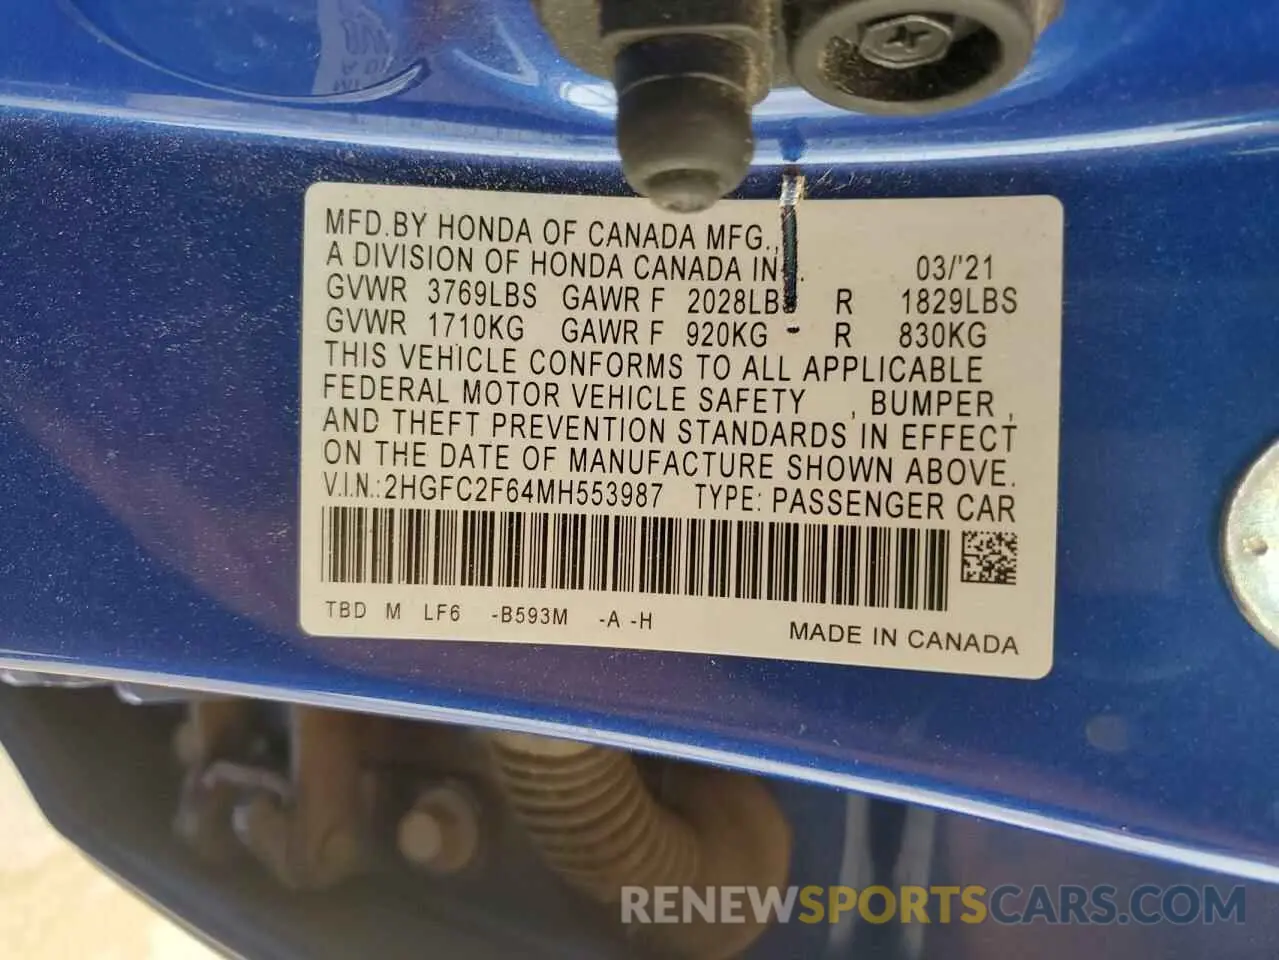 MFD.BY HONDA OF CANADA MFG.,
A DIVISION OF HONDA CANADA IN . 03/'21
GVWR 3769LBS GAWR F 2028LB R 1829LBS
GVWR 1710KG GAWR F 920KG R 830KG
THIS VEHICLE CONFORMS TO ALL APPLICABLE
FEDERAL MOTOR VEHICLE SAFETY , BUMPER ,
AND THEFT PREVENTION STANDARDS IN EFFECT
ON THE DATE OF MANUFACTURE SHOWN ABOVE.
V.I.N.:2HGFC2F64MH553987 TYPE: PASSENGER CAR
TBD M LF6 -B593M -A -H
MADE IN CANADA
RENEWSPORTSCARS.COM